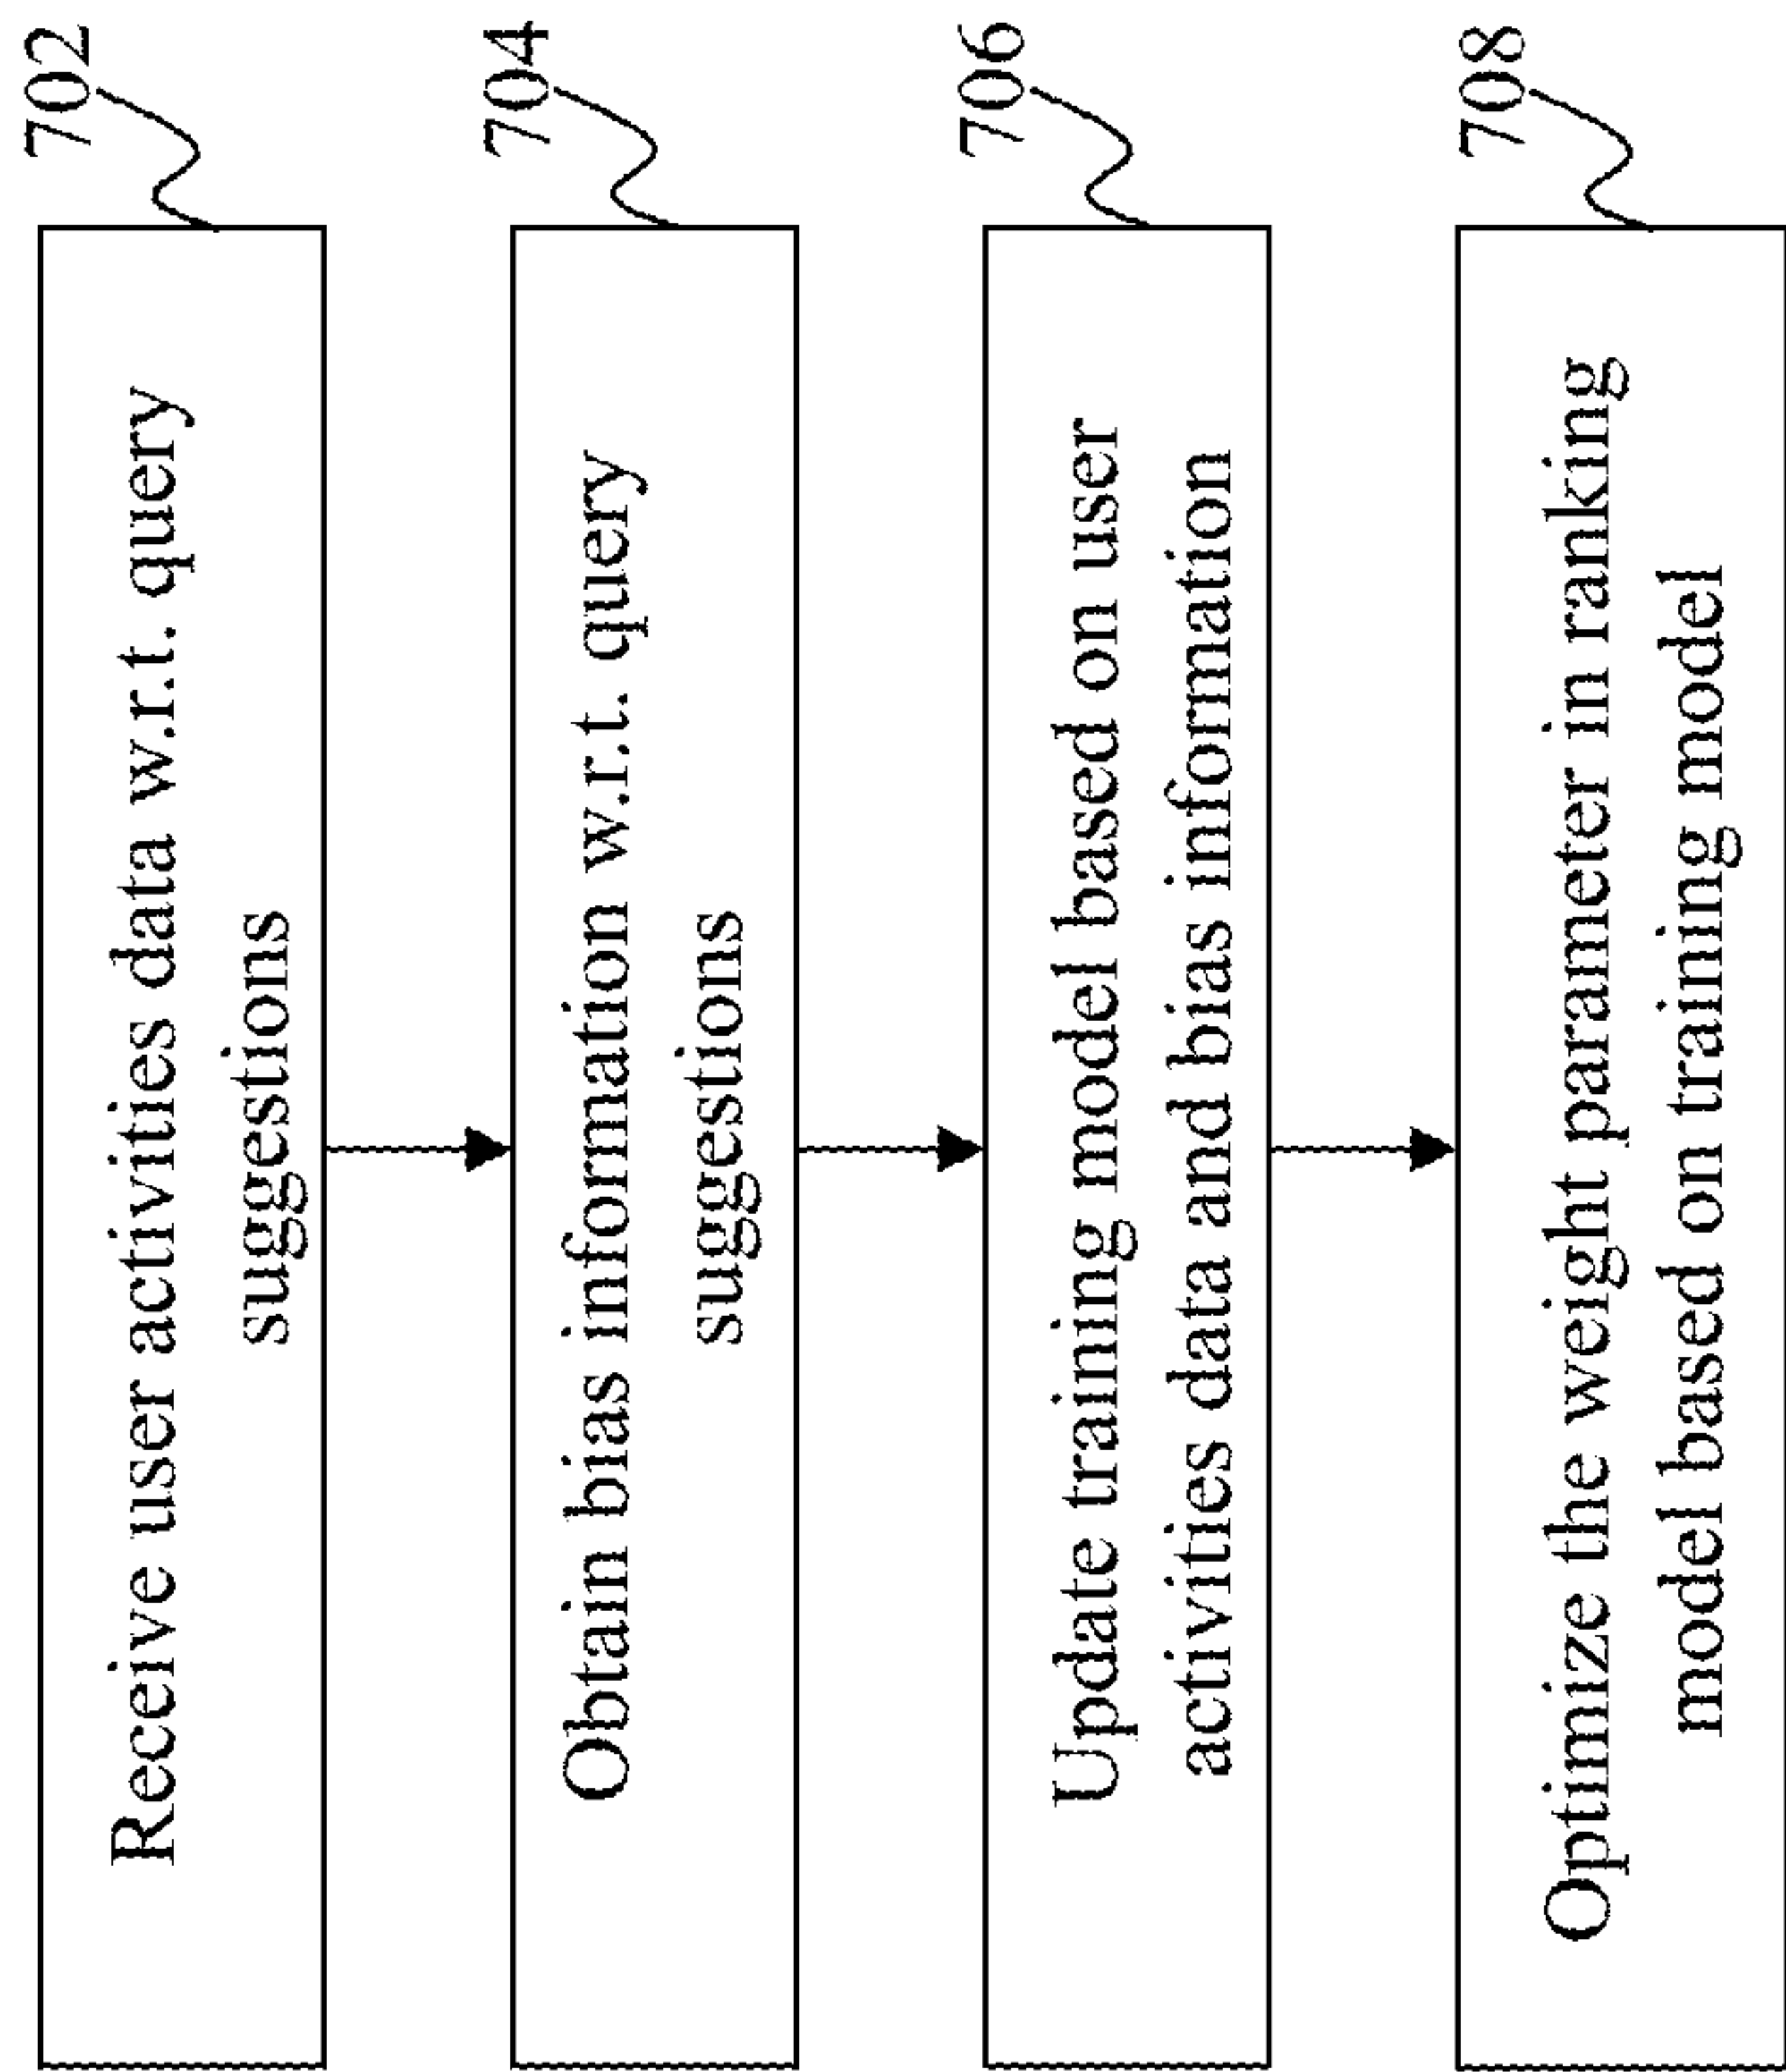 702
Receive user activities data w.r.t. query
suggestions
704
Obtain bias information w.r.t. query
suggestions
706
Update training model based on user
activities data and bias information
708
Optimize the weight parameter in ranking
model based on training model